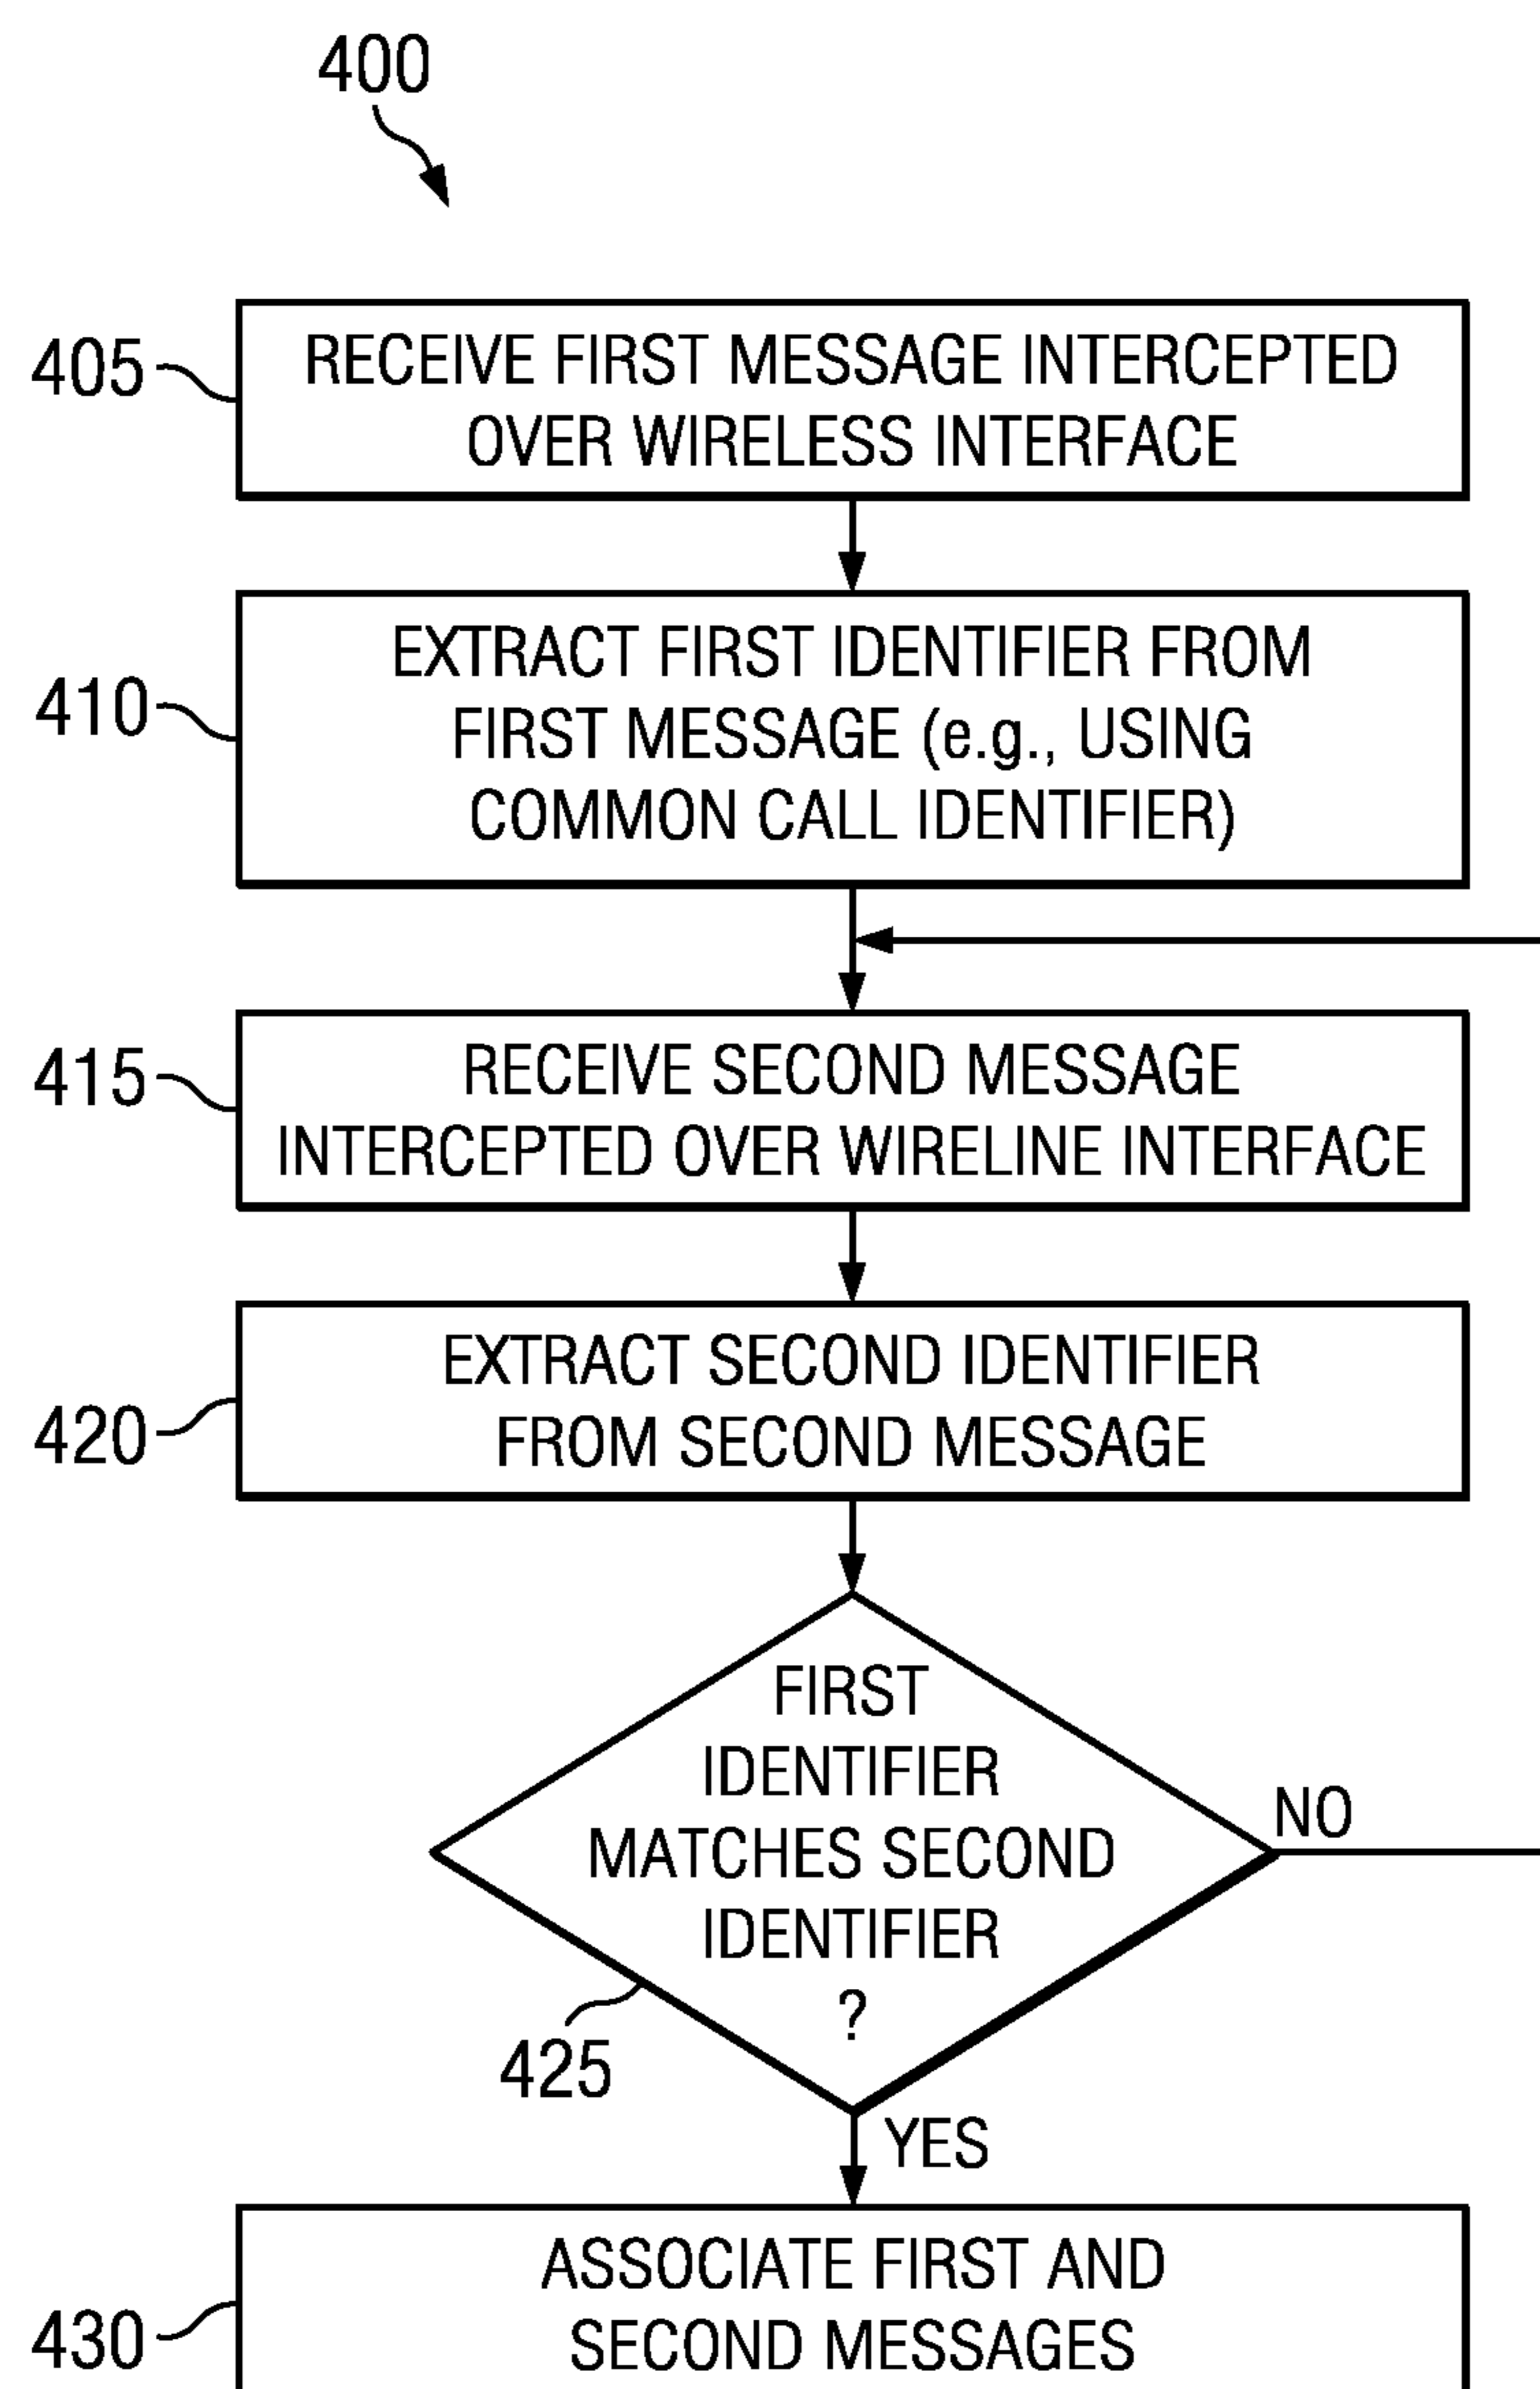 400
405
RECEIVE FIRST MESSAGE INTERCEPTED
OVER WIRELESS INTERFACE
410
EXTRACT FIRST IDENTIFIER FROM
FIRST MESSAGE (e.g., USING
COMMON CALL IDENTIFIER)
415
RECEIVE SECOND MESSAGE
INTERCEPTED OVER WIRELINE INTERFACE
420
EXTRACT SECOND IDENTIFIER
FROM SECOND MESSAGE
FIRST
IDENTIFIER
MATCHES SECOND
IDENTIFIER
?
NO
425
YES
430
ASSOCIATE FIRST AND
SECOND MESSAGES